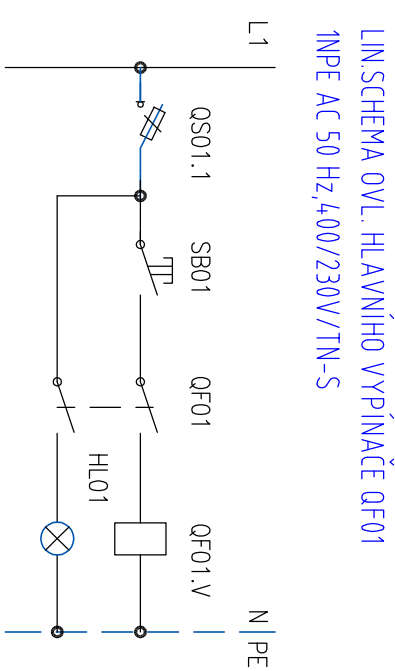 LIN.SCHEMA OVL. HLAVNÍHO VYPÍNAČE QF01
1NPE AC 50 Hz,400/230V/TN-S
L1
QS01.1
SB01
QF01
HL01
QF01.V
N
PE